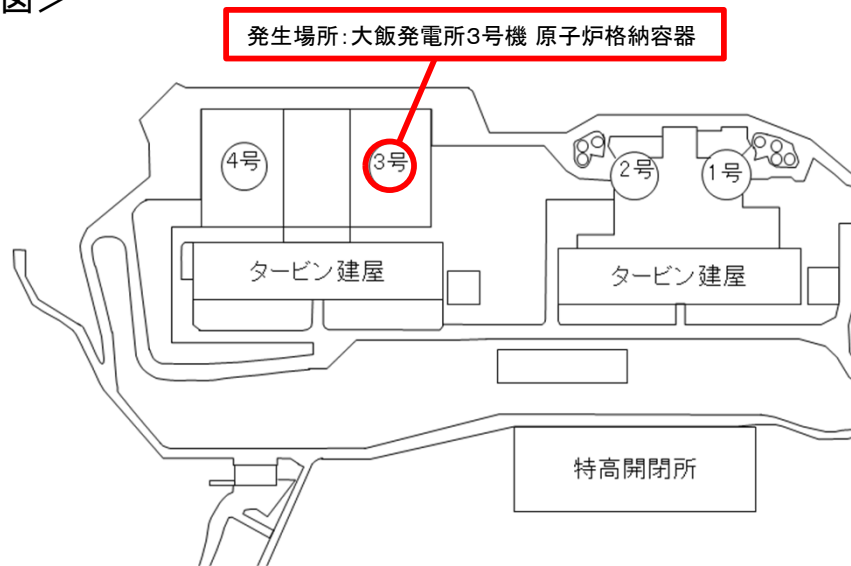 図＞
発生場所：大飯発電所3号機 原子炉格納容器
4号
3号
2号
1号
タービン建屋
タービン建屋
特高開閉所